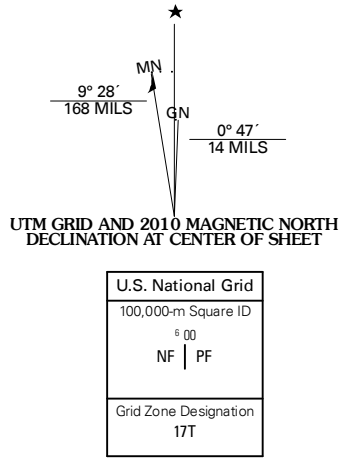 ★
MN
9° 28´
168 MILS
GN
0° 47´
14 MILS
UTM GRID AND 2010 MAGNETIC NORTH
DECLINATION AT CENTER OF SHEET
U.S. National Grid
100,000-m Square ID
6 00
NF | PF
Grid Zone Designation
17T